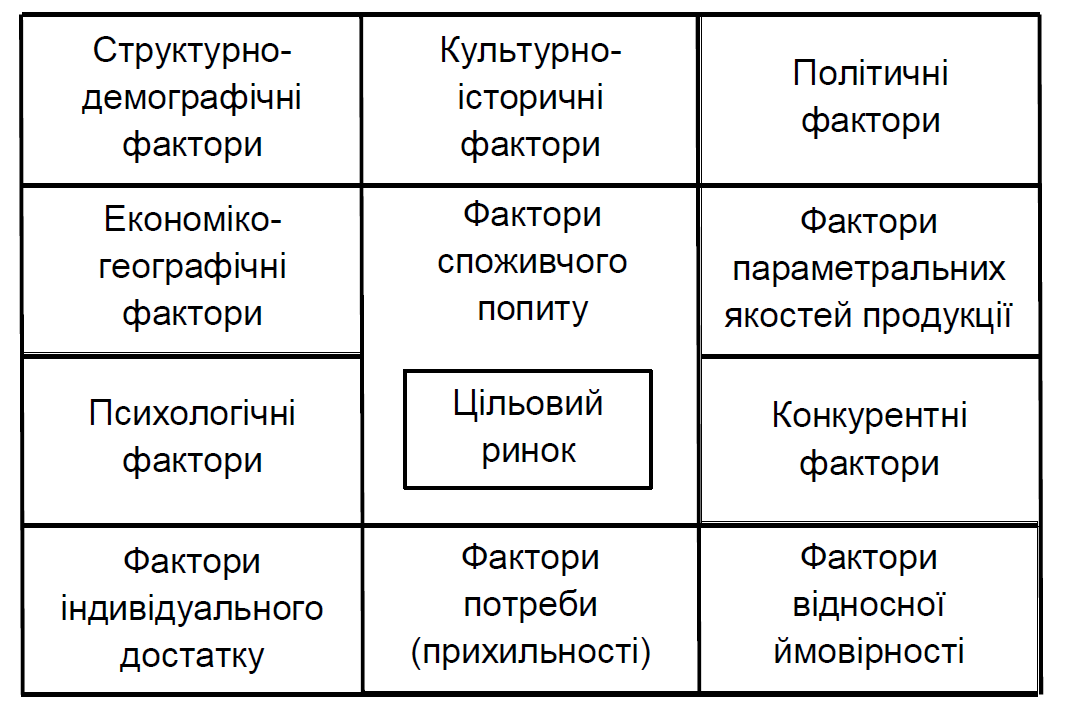 Структурно-
демографічні
фактори
Культурно-
історичні
фактори
Політичні
фактори
Економіко-
географічні
фактори
Фактори
споживчого
попиту
Фактори
параметральних
якостей продукції
Психологічні
фактори
Цільовий
ринок
Конкурентні
фактори
Фактори
індивідуального
достатку
Фактори
потреби
(прихильності)
Фактори
відносної
ймовірності